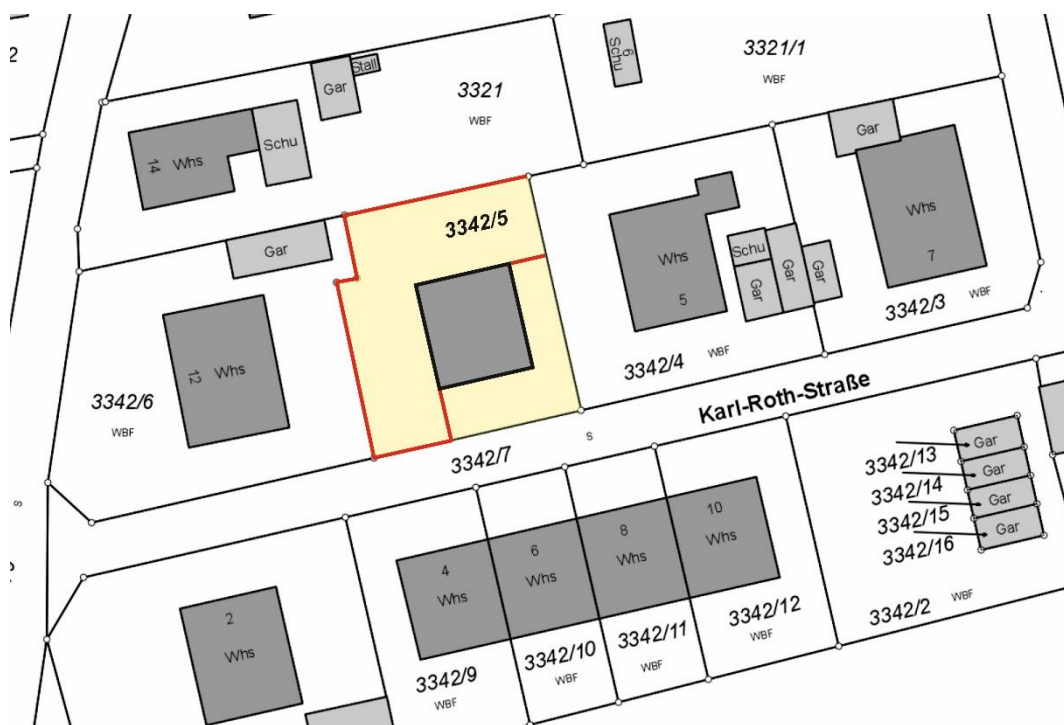 2
6
Schu
3321/1
WBF
Stall
Gar
3321
WBF
Gar
Schu
14
Whs
3342/5
Gar
Whs
7
Gar
Schu
Whs
Gar
Gar
Gar
5
3342/3
WBF
12
Whs
3342/6
WBF
3342/4
WBF
Karl-Roth-Straße
S
3342/7
S
Gar
3342/13
Gar
3342/14
Gar
3342/15
Gar
3342/16
10
Whs
8
Whs
6
Whs
4
Whs
2
Whs
3342/2
WBF
3342/12
WBF
3342/11
WBF
3342/10
WBF
3342/9
WBF